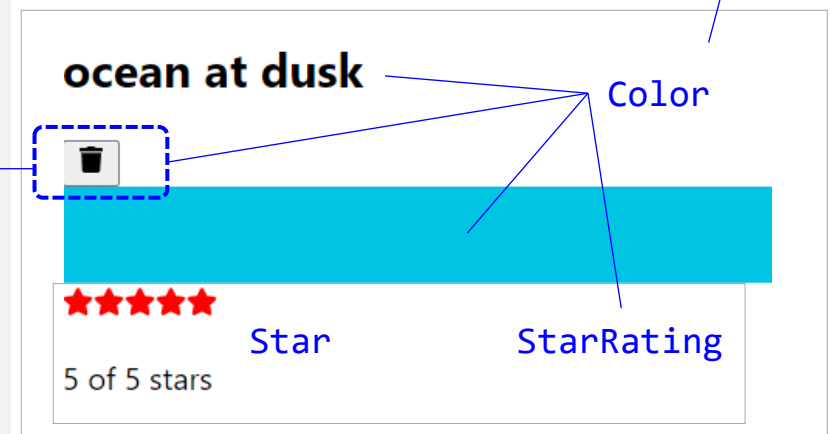 ocean at dusk
Color
Star
StarRating
5 of 5 stars